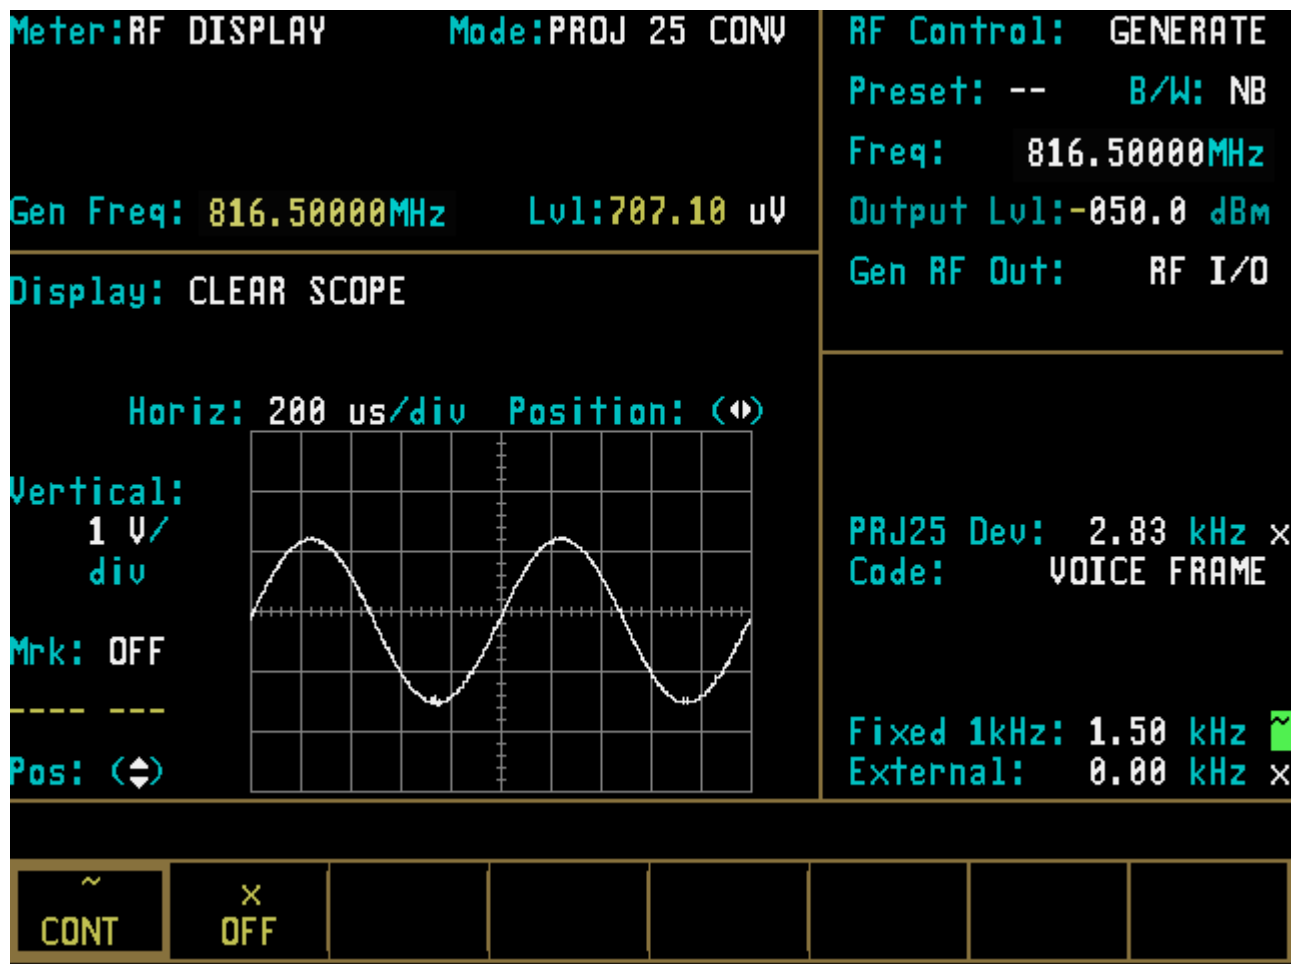 Meter:RF DISPLAY Mode:PROJ 25 CONV
Gen Freq: 816.50000MHz Lvl:707.10 uV
Display: CLEAR SCOPE
Horiz: 200 us/div Position: (◂▸)
Vertical:
1 V/
div
Mrk: OFF
---- ---
Pos: (▴▾)
RF Control: GENERATE
Preset: -- B/W: NB
Freq: 816.50000MHz
Output Lvl:-050.0 dBm
Gen RF Out: RF I/O
PRJ25 Dev: 2.83 kHz x
Code: VOICE FRAME
Fixed 1kHz: 1.50 kHz ~
External: 0.00 kHz x
~
CONT
x
OFF